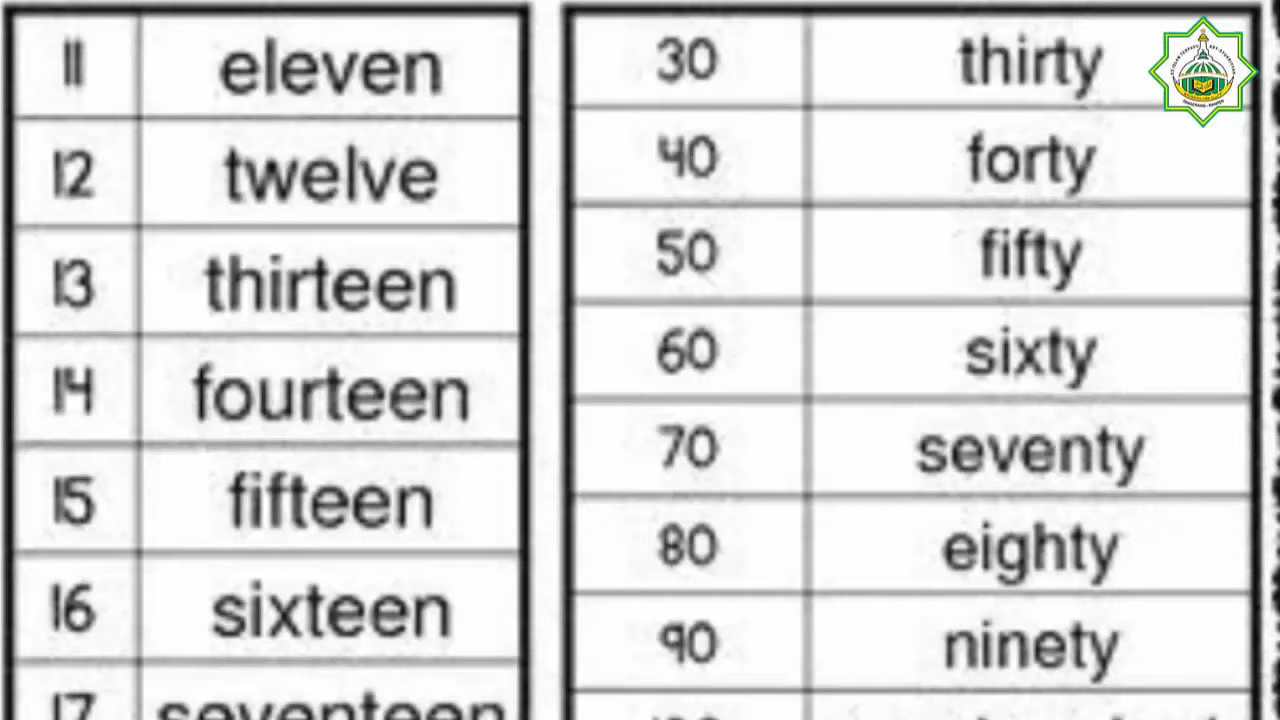 11 eleven
12 twelve
13 thirteen
14 fourteen
15 fifteen
16 sixteen
17 seventeen
30 thirty
40 forty
50 fifty
60 sixty
70 seventy
80 eighty
90 ninety